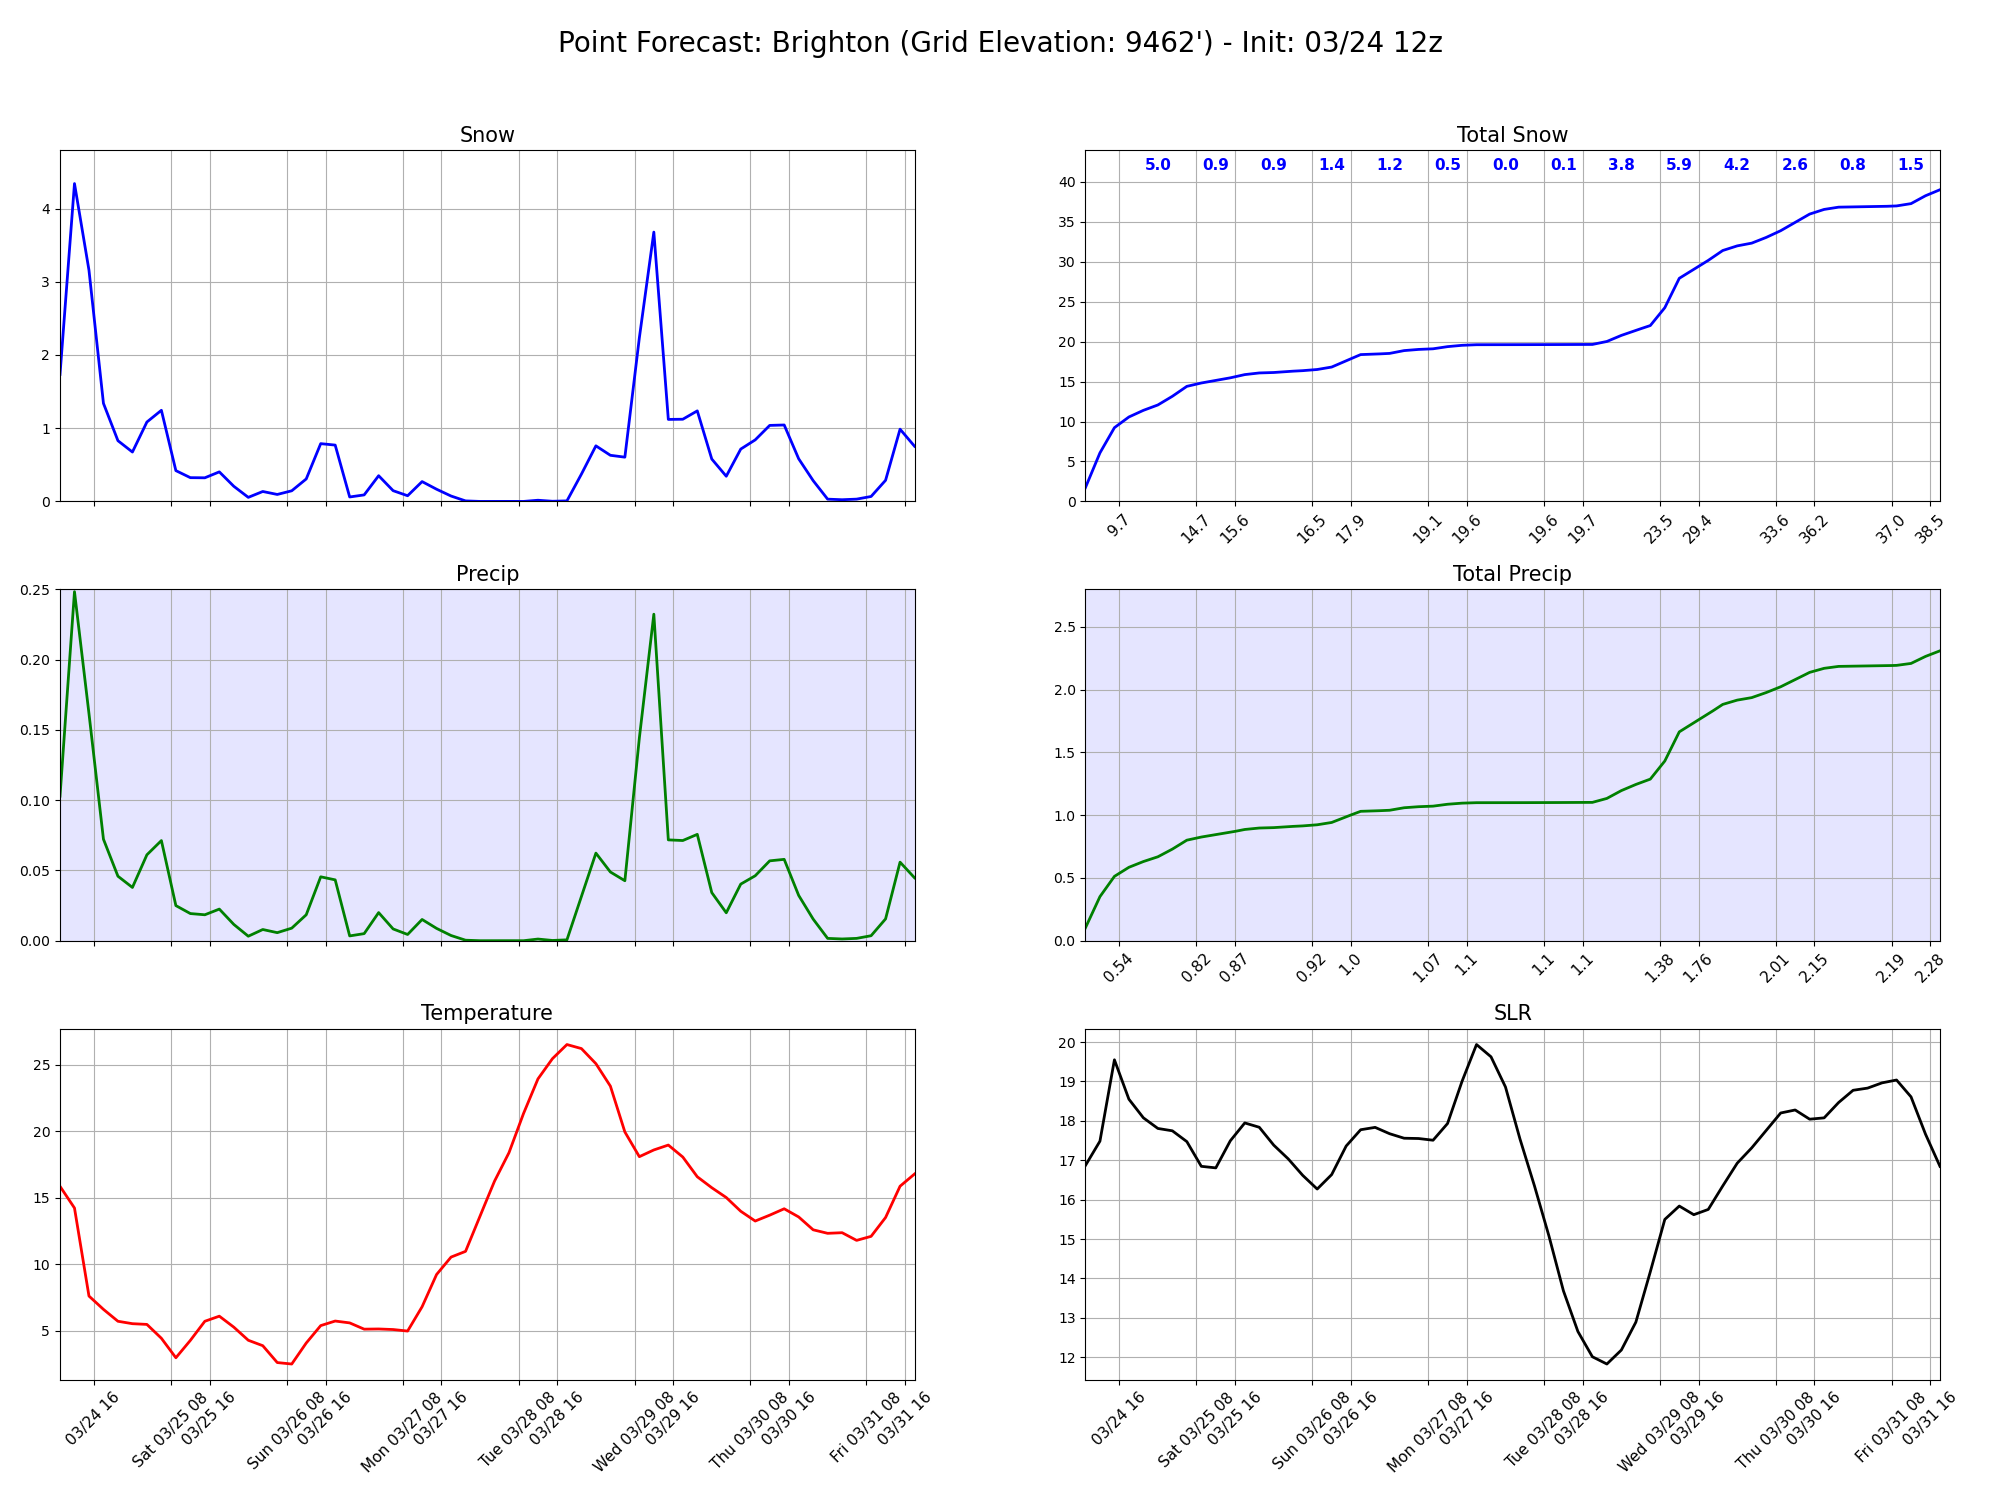 Point Forecast: Brighton (Grid Elevation: 9462') - Init: 03/24 12z
Snow
4
3
2
1
0
Total Snow
5.0 0.9 0.9 1.4 1.2 0.5 0.0 0.1 3.8 5.9 4.2 2.6 0.8 1.5
40
35
30
25
20
15
10
5
0
9.7 14.7 15.6 16.5 17.9 19.1 19.6 19.6 19.7 23.5 29.4 33.6 36.2 37.0 38.5
Precip
0.25
0.20
0.15
0.10
0.05
0.00
Total Precip
2.5
2.0
1.5
1.0
0.5
0.0
0.54 0.82 0.87 0.92 1.0 1.07 1.1 1.1 1.1 1.38 1.76 2.01 2.15 2.19 2.28
Temperature
25
20
15
10
5
03/24 16
Sat 03/25 08
03/25 16
Sun 03/26 08
03/26 16
Mon 03/27 08
03/27 16
Tue 03/28 08
03/28 16
Wed 03/29 08
03/29 16
Thu 03/30 08
03/30 16
Fri 03/31 08
03/31 16
SLR
20
19
18
17
16
15
14
13
12
03/24 16
Sat 03/25 08
03/25 16
Sun 03/26 08
03/26 16
Mon 03/27 08
03/27 16
Tue 03/28 08
03/28 16
Wed 03/29 08
03/29 16
Thu 03/30 08
03/30 16
Fri 03/31 08
03/31 16